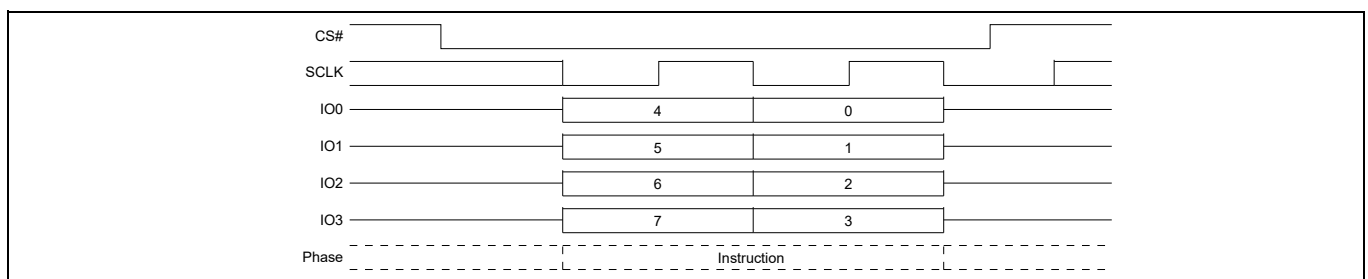 CS#
SCLK
IO0 4 0
IO1 5 1
IO2 6 2
IO3 7 3
Phase Instruction